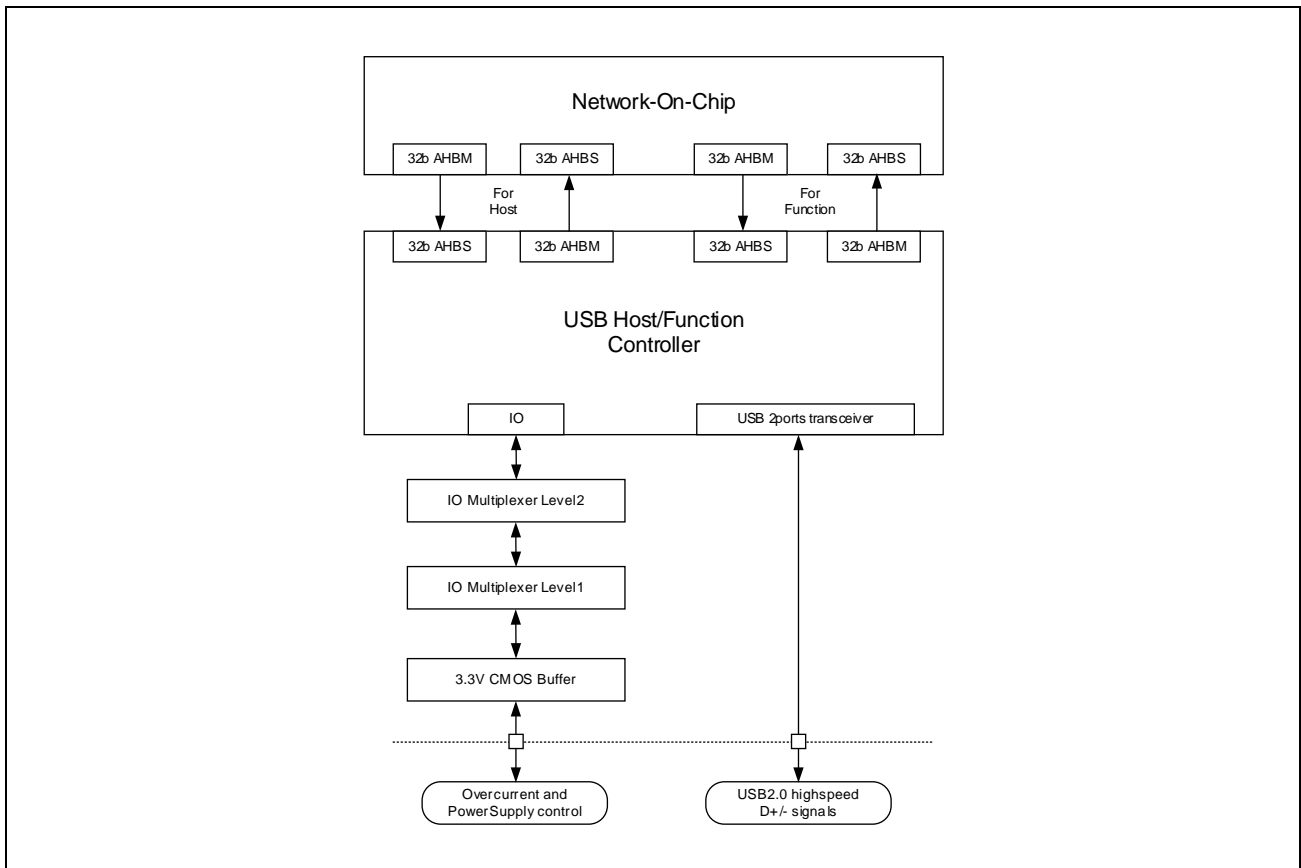 Network-On-Chip
32b AHBM
32b AHBS
32b AHBM
32b AHBS
For
Host
For
Function
32b AHBS
32b AHBM
32b AHBS
32b AHBM
USB Host/Function
Controller
IO
USB 2ports transceiver
IO Multiplexer Level2
IO Multiplexer Level1
3.3V CMOS Buffer
Overcurrent and
PowerSupply control
USB2.0 highspeed
D+/- signals